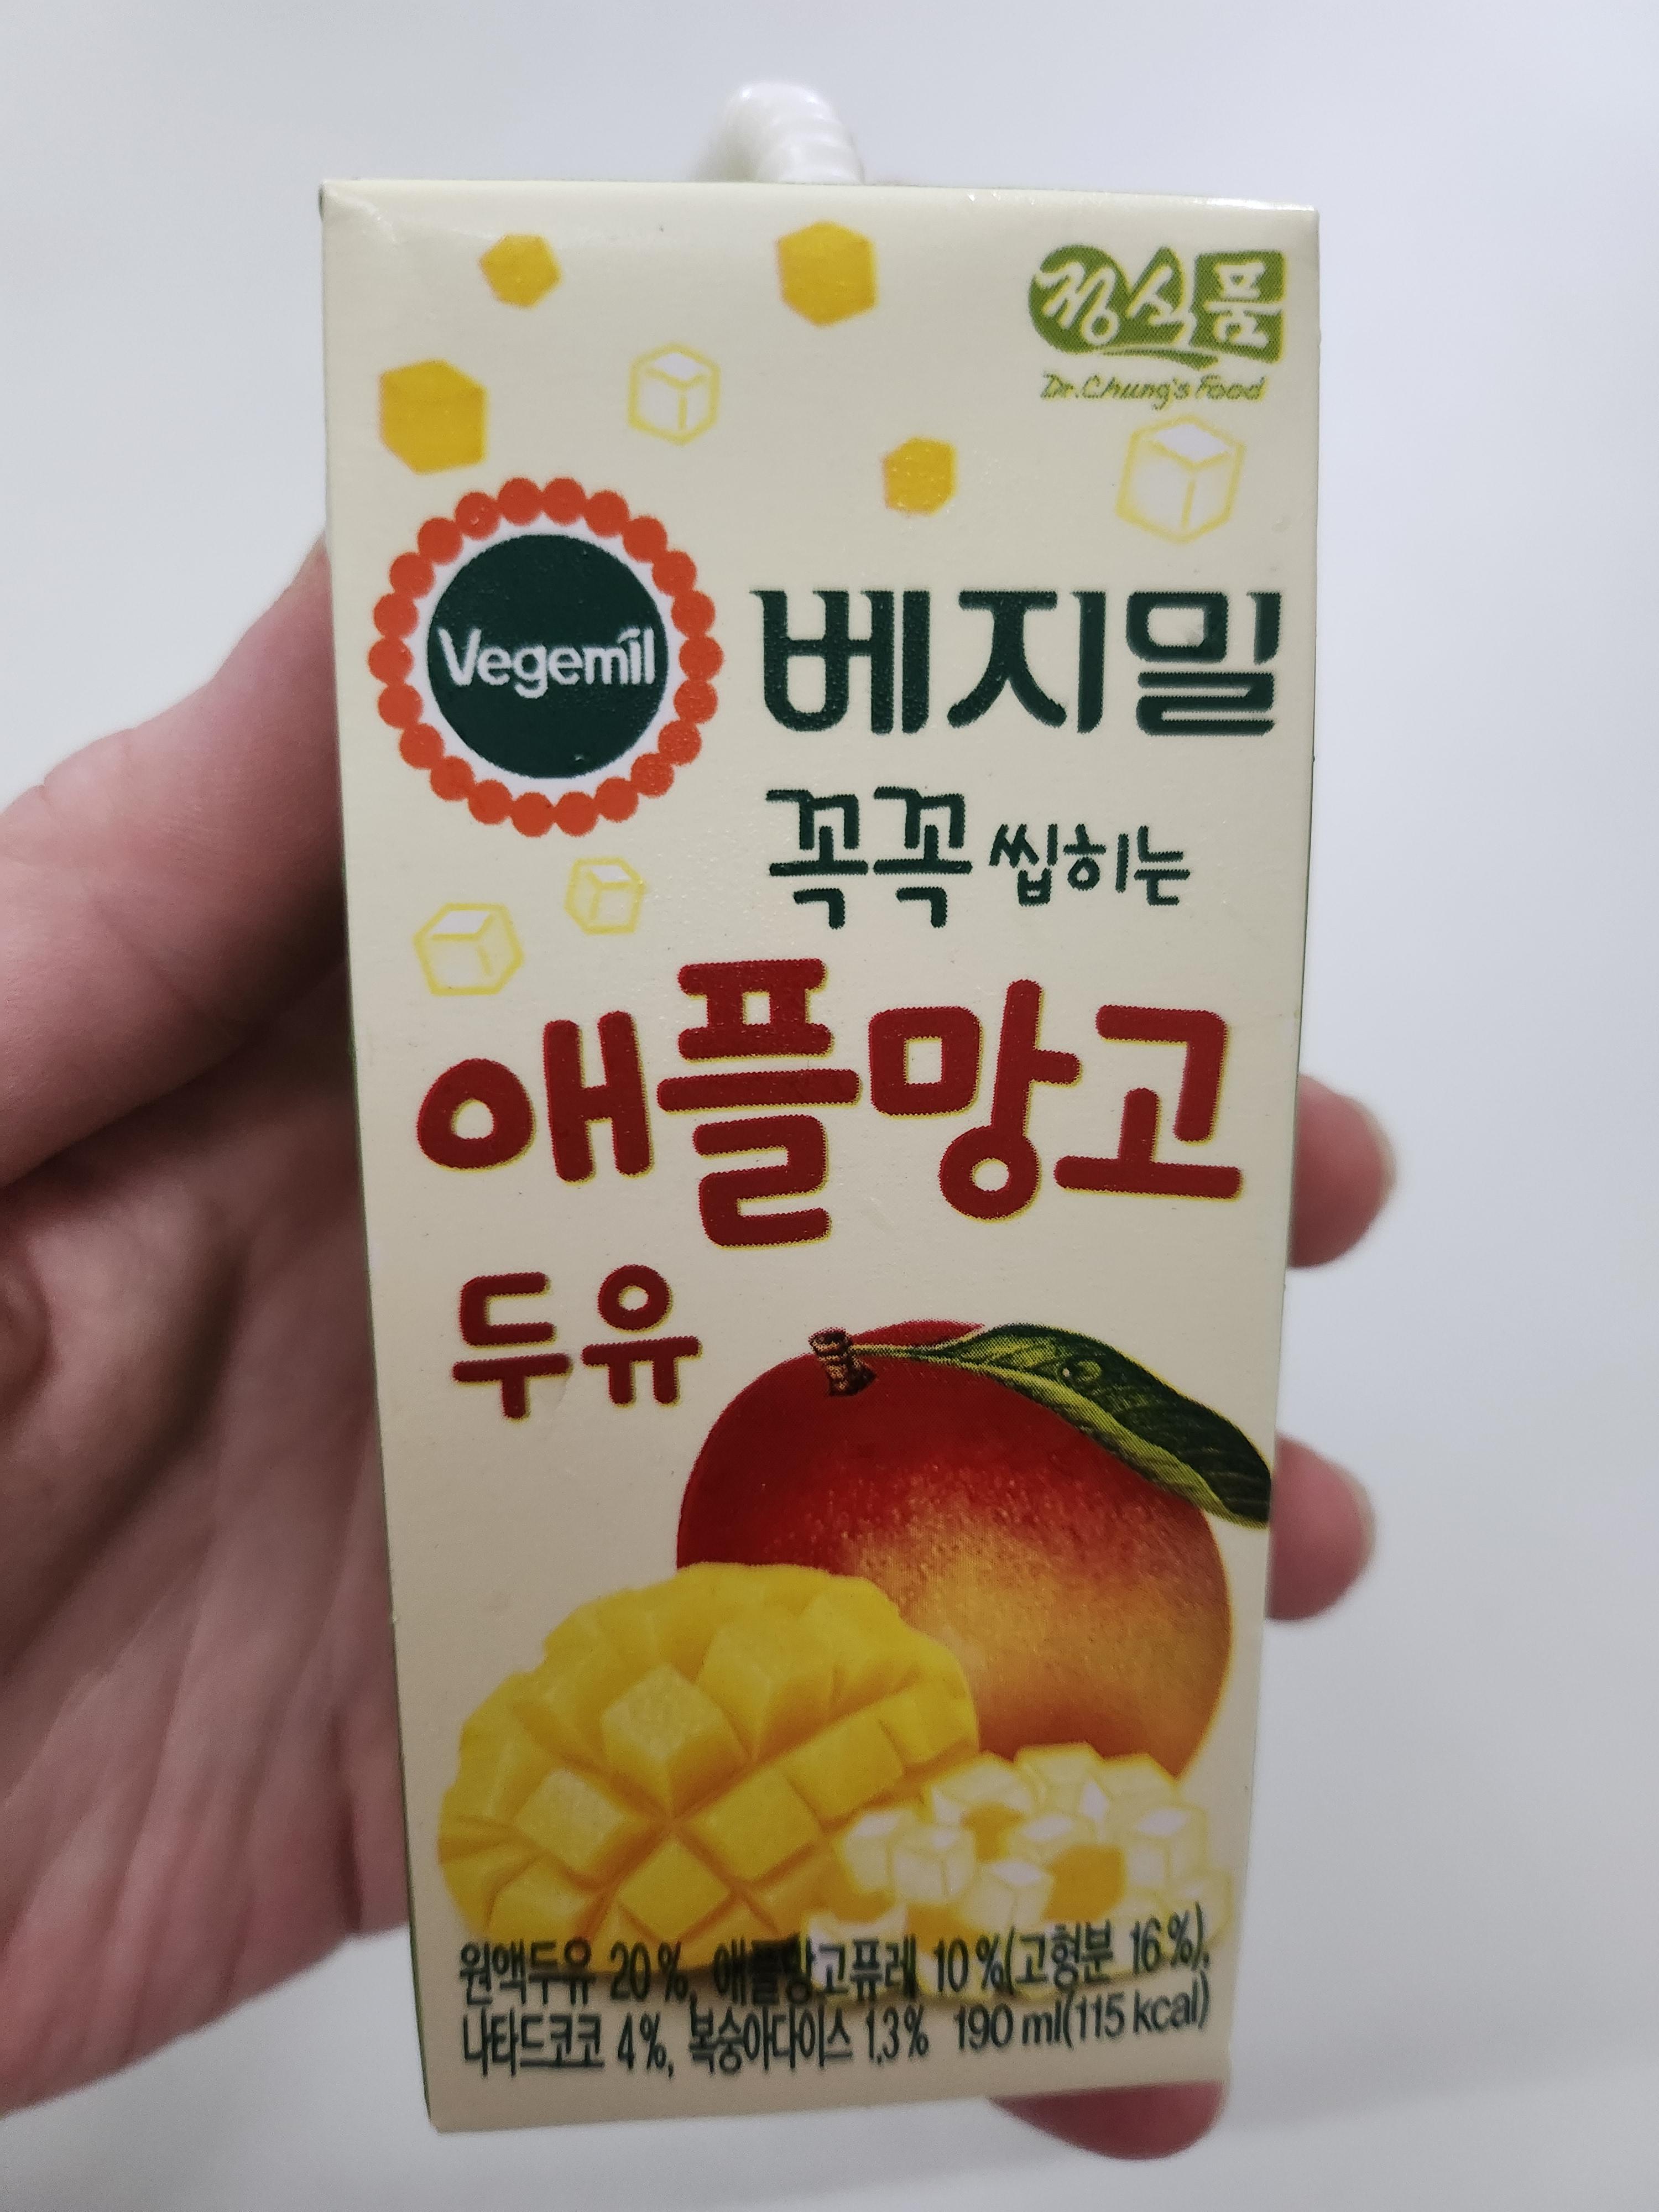 정식품
Dr.Chung's Food
Vegemil
베지밀
꼭꼭 씹히는
애플망고
두유
원액두유 20%, 애플망고퓨레 10%(고형분 16%),
나타드코코 4%, 복숭아다이스 1.3% 190 ml(115 kcal)